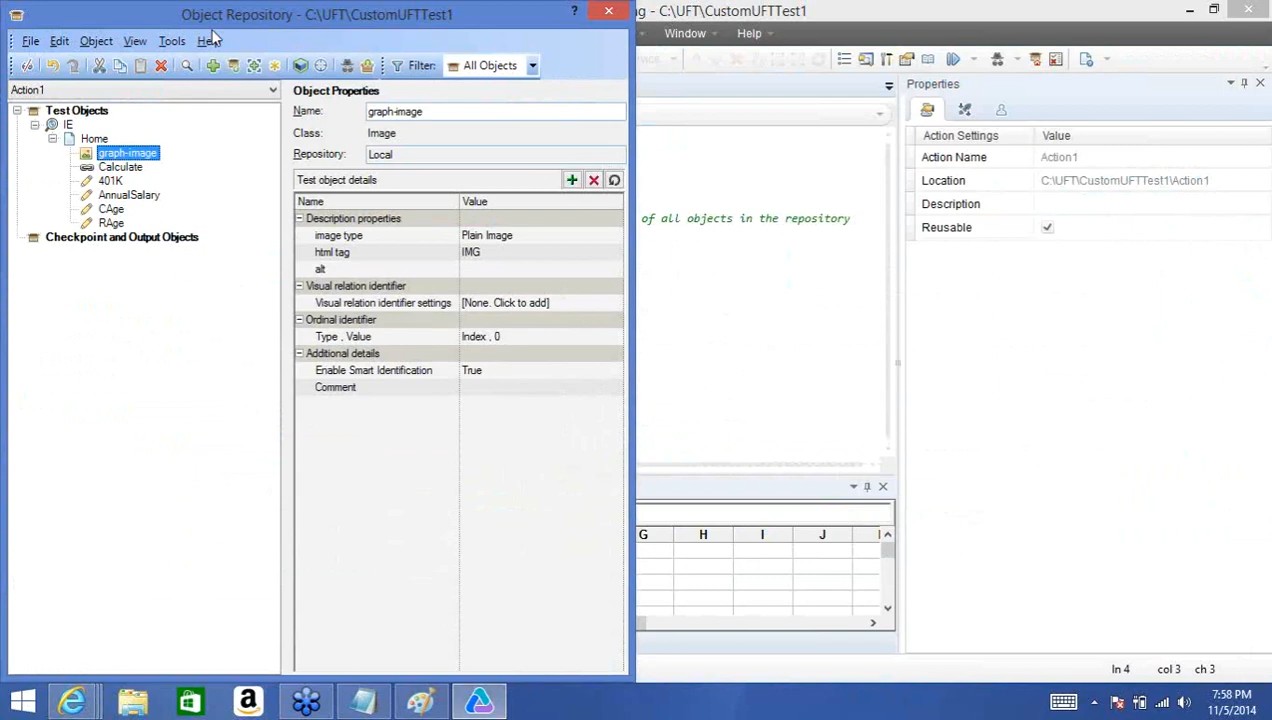 Object Repository - C:\UFT\CustomUFTTest1
?
g - C:\UFT\CustomUFTTest1
File Edit Object View Tools Help
Window Help
Filter: All Objects
Action1
Object Properties
Properties
Test Objects
IE
Home
graph-image
Calculate
401K
AnnualSalary
CAge
RAge
Checkpoint and Output Objects
Name: graph-image
Class: Image
Repository: Local
Test object details
Name Value
Description properties
image type Plain Image
html tag IMG
alt
Visual relation identifier
Visual relation identifier settings [None. Click to add]
Ordinal identifier
Type , Value Index , 0
Additional details
Enable Smart Identification True
Comment
of all objects in the repository
Action Settings Value
Action Name Action1
Location C:\UFT\CustomUFTTest1\Action1
Description
Reusable
G H I J
ln 4 col 3 ch 3
a
7:58 PM
11/5/2014